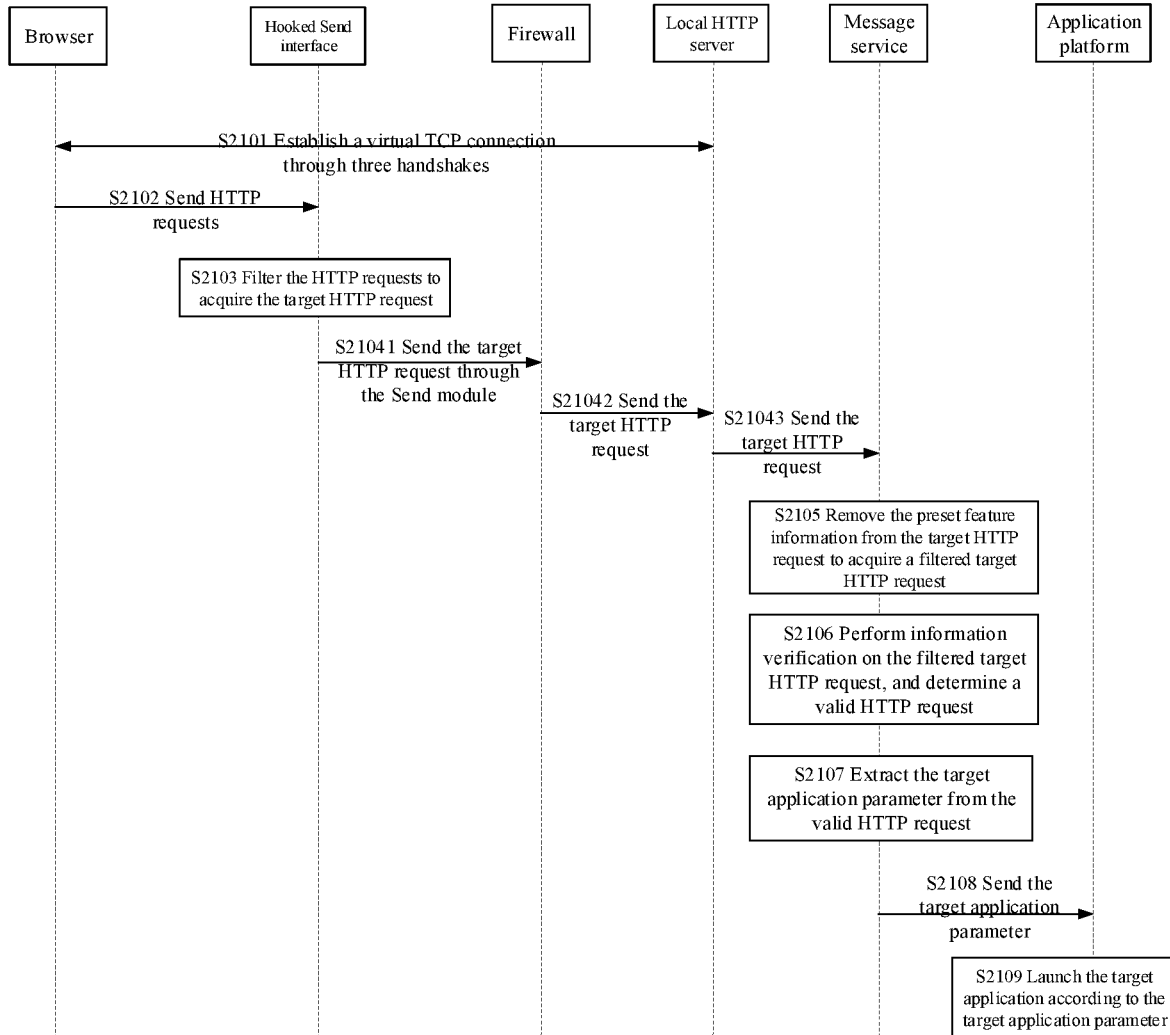 Browser
Hooked Send
interface
Firewall
Local HTTP
server
Message
service
Application
platform
S2101 Establish a virtual TCP connection
through three handshakes
S2102 Send HTTP
requests
S2103 Filter the HTTP requests to
acquire the target HTTP request
S21041 Send the target
HTTP request through
the Send module
S21042 Send the
target HTTP
request
S21043 Send the
target HTTP
request
S2105 Remove the preset feature
information from the target HTTP
request to acquire a filtered target
HTTP request
S2106 Perform information
verification on the filtered target
HTTP request, and determine a
valid HTTP request
S2107 Extract the target
application parameter from the
valid HTTP request
S2108 Send the
target application
parameter
S2109 Launch the target
application according to the
target application parameter